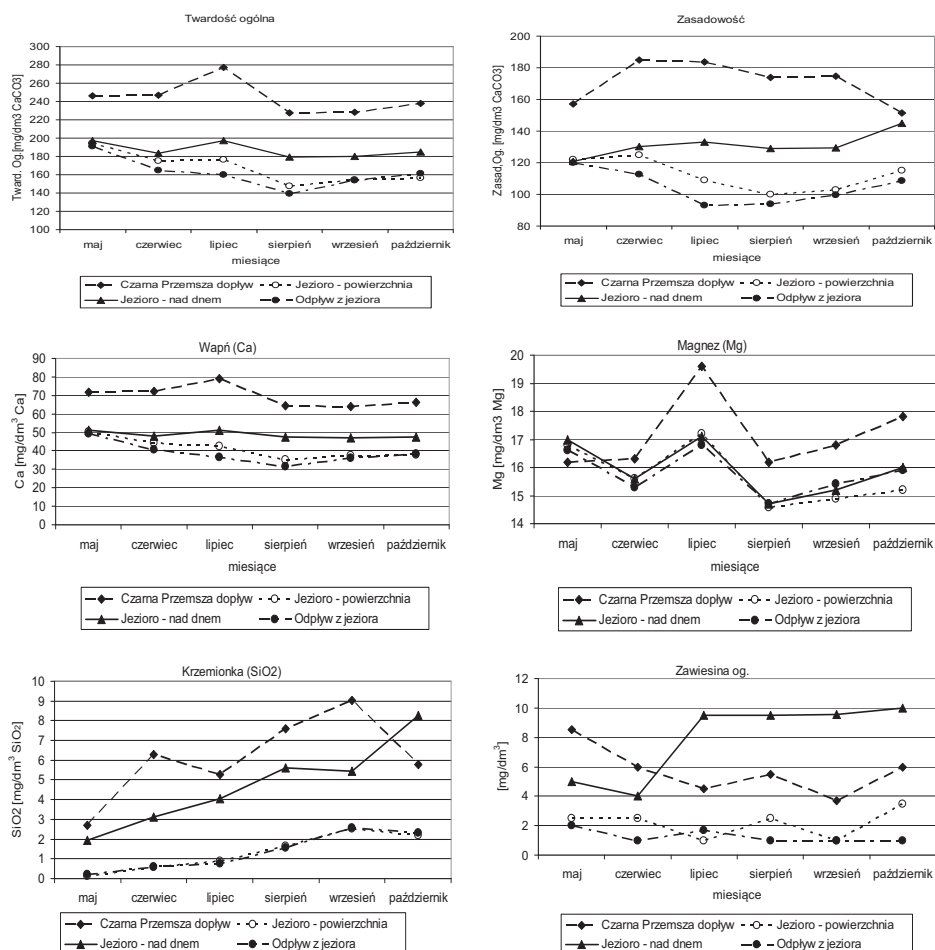 Twardość ogólna
Tward. Og.[mg/dm3 CaCO3]
300
280
260
240
220
200
180
160
140
120
100
maj czerwiec lipiec sierpień wrzesień październik
miesiące
Czarna Przemsza dopływ Jezioro - powierzchnia
Jezioro - nad dnem Odpływ z jeziora
Zasadowość
Zasad.Og. [mg/dm3 CaCO3]
200
180
160
140
120
100
80
maj czerwiec lipiec sierpień wrzesień październik
miesiące
Czarna Przemsza dopływ Jezioro - powierzchnia
Jezioro - nad dnem Odpływ z jeziora
Wapń (Ca)
Ca [mg/dm³ Ca]
90
80
70
60
50
40
30
20
10
0
maj czerwiec lipiec sierpień wrzesień październik
miesiące
Czarna Przemsza dopływ Jezioro - powierzchnia
Jezioro - nad dnem Odpływ z jeziora
Magnez (Mg)
Mg [mg/dm3 Mg]
20
19
18
17
16
15
14
maj czerwiec lipiec sierpień wrzesień październik
miesiące
Czarna Przemsza dopływ Jezioro - powierzchnia
Jezioro - nad dnem Odpływ z jeziora
Krzemionka (SiO2)
SiO2 [mg/dm³ SiO₂]
10
9
8
7
6
5
4
3
2
1
0
maj czerwiec lipiec sierpień wrzesień październik
miesiące
Czarna Przemsza dopływ Jezioro - powierzchnia
Jezioro - nad dnem Odpływ z jeziora
Zawiesina og.
[mg/dm³]
12
10
8
6
4
2
0
maj czerwiec lipiec sierpień wrzesień październik
miesiące
Czarna Przemsza dopływ Jezioro - powierzchnia
Jezioro - nad dnem Odpływ z jeziora